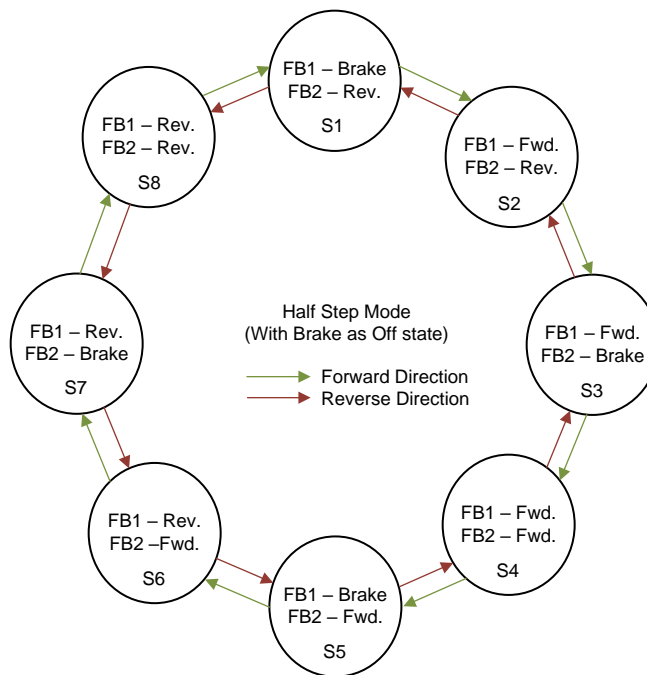 FB1 – Brake
FB2 – Rev.
S1
FB1 – Fwd.
FB2 – Rev.
S2
FB1 – Fwd.
FB2 – Brake
S3
FB1 – Fwd.
FB2 – Fwd.
S4
FB1 – Brake
FB2 – Fwd.
S5
FB1 – Rev.
FB2 –Fwd.
S6
FB1 – Rev.
FB2 – Brake
S7
FB1 – Rev.
FB2 – Rev.
S8
Half Step Mode
(With Brake as Off state)
Forward Direction
Reverse Direction